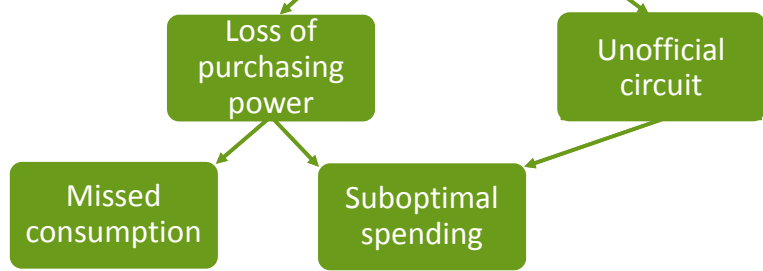 Loss of
purchasing
power
Unofficial
circuit
Missed
consumption
Suboptimal
spending